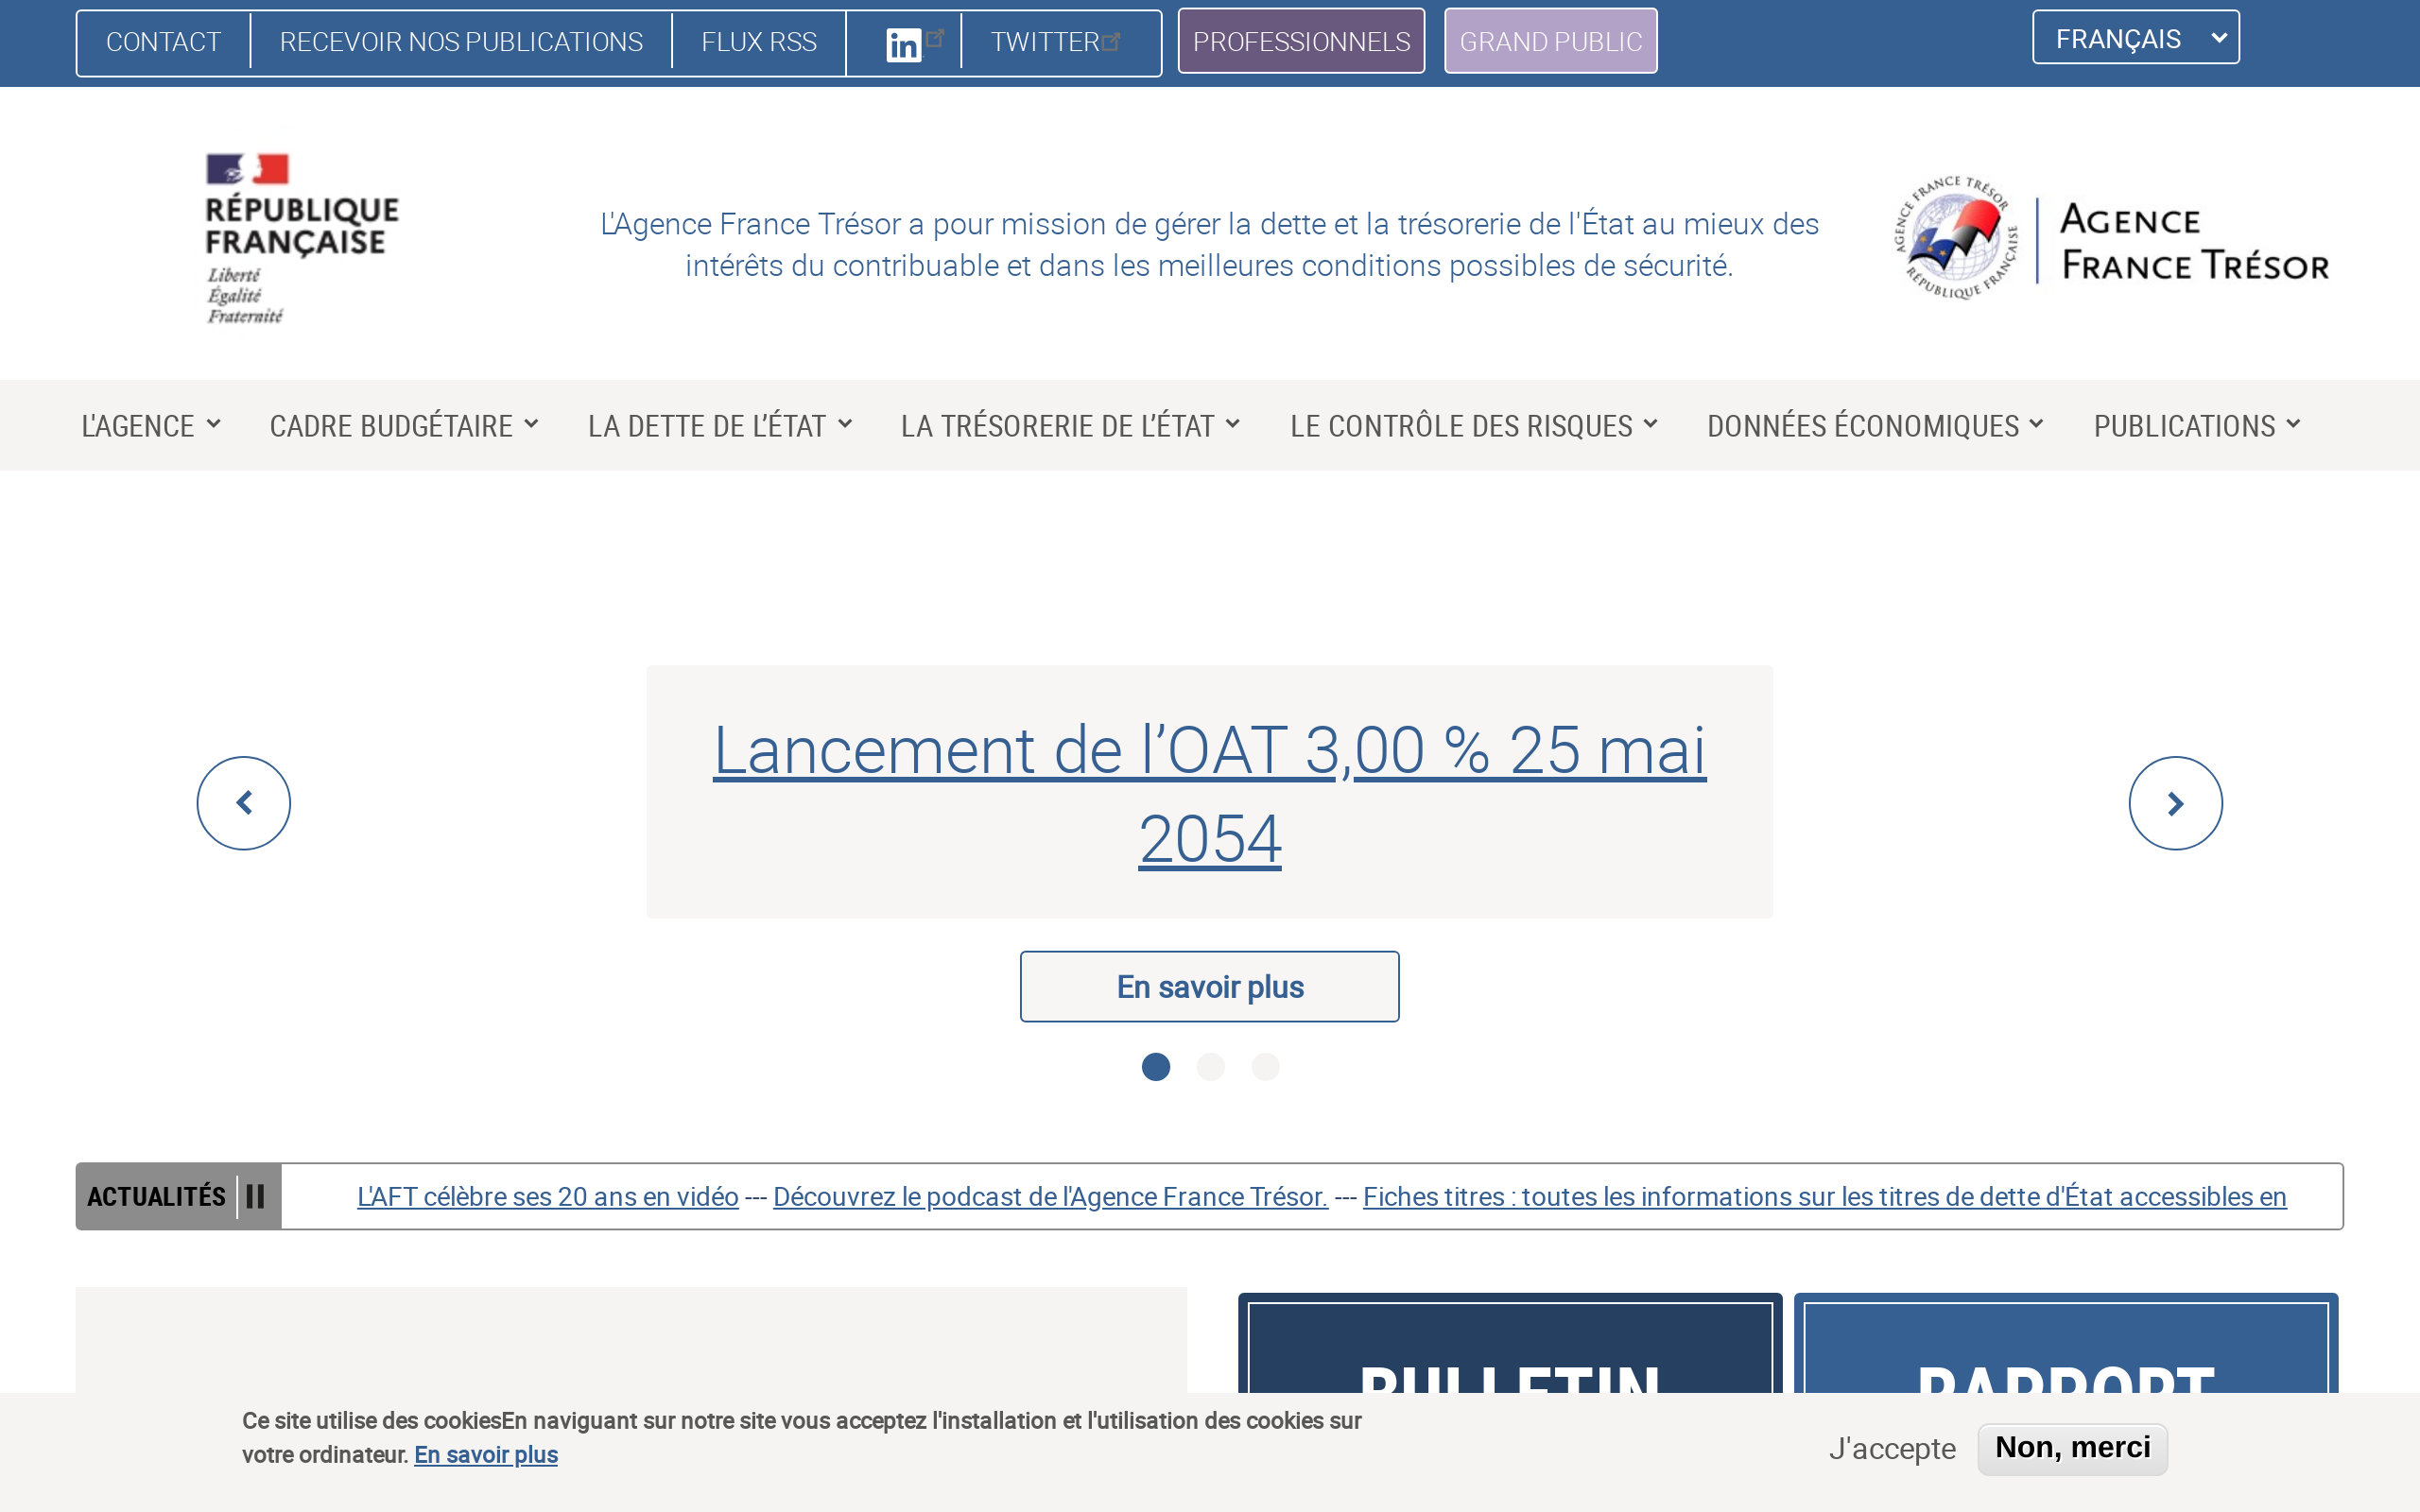 CONTACT
RECEVOIR NOS PUBLICATIONS
FLUX RSS
in
TWITTER
PROFESSIONNELS
GRAND PUBLIC
FRANÇAIS
RÉPUBLIQUE
FRANÇAISE
Liberté
Égalité
Fraternité
L'Agence France Trésor a pour mission de gérer la dette et la trésorerie de l'État au mieux des
intérêts du contribuable et dans les meilleures conditions possibles de sécurité.
AGENCE FRANCE TRÉSOR
RÉPUBLIQUE FRANÇAISE
AGENCE
FRANCE TRÉSOR
L'AGENCE
CADRE BUDGÉTAIRE
LA DETTE DE L’ÉTAT
LA TRÉSORERIE DE L’ÉTAT
LE CONTRÔLE DES RISQUES
DONNÉES ÉCONOMIQUES
PUBLICATIONS
Lancement de l’OAT 3,00 % 25 mai
2054
En savoir plus
ACTUALITÉS
L'AFT célèbre ses 20 ans en vidéo --- Découvrez le podcast de l'Agence France Trésor. --- Fiches titres : toutes les informations sur les titres de dette d'État accessibles en
BULLETIN
RAPPORT
Ce site utilise des cookiesEn naviguant sur notre site vous acceptez l'installation et l'utilisation des cookies sur
votre ordinateur. En savoir plus
J'accepte
Non, merci